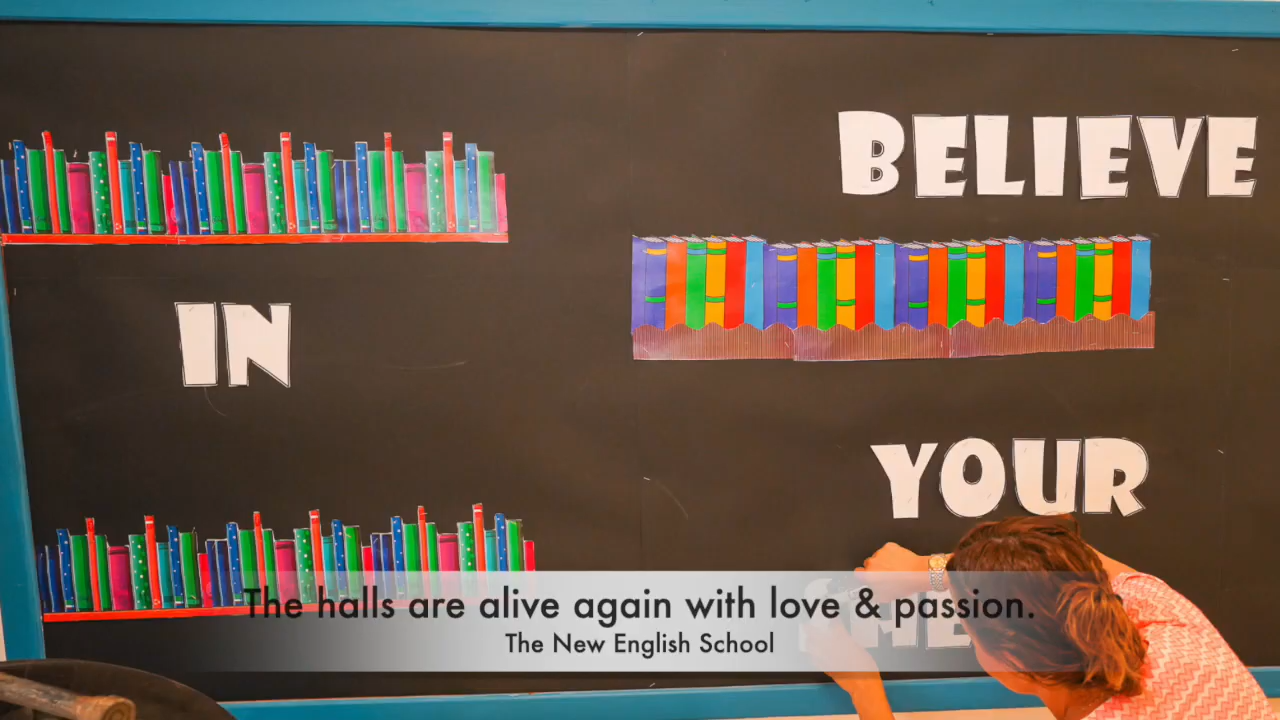 BELIEVE
IN
YOUR
The halls are alive again with love & passion.
The New English School